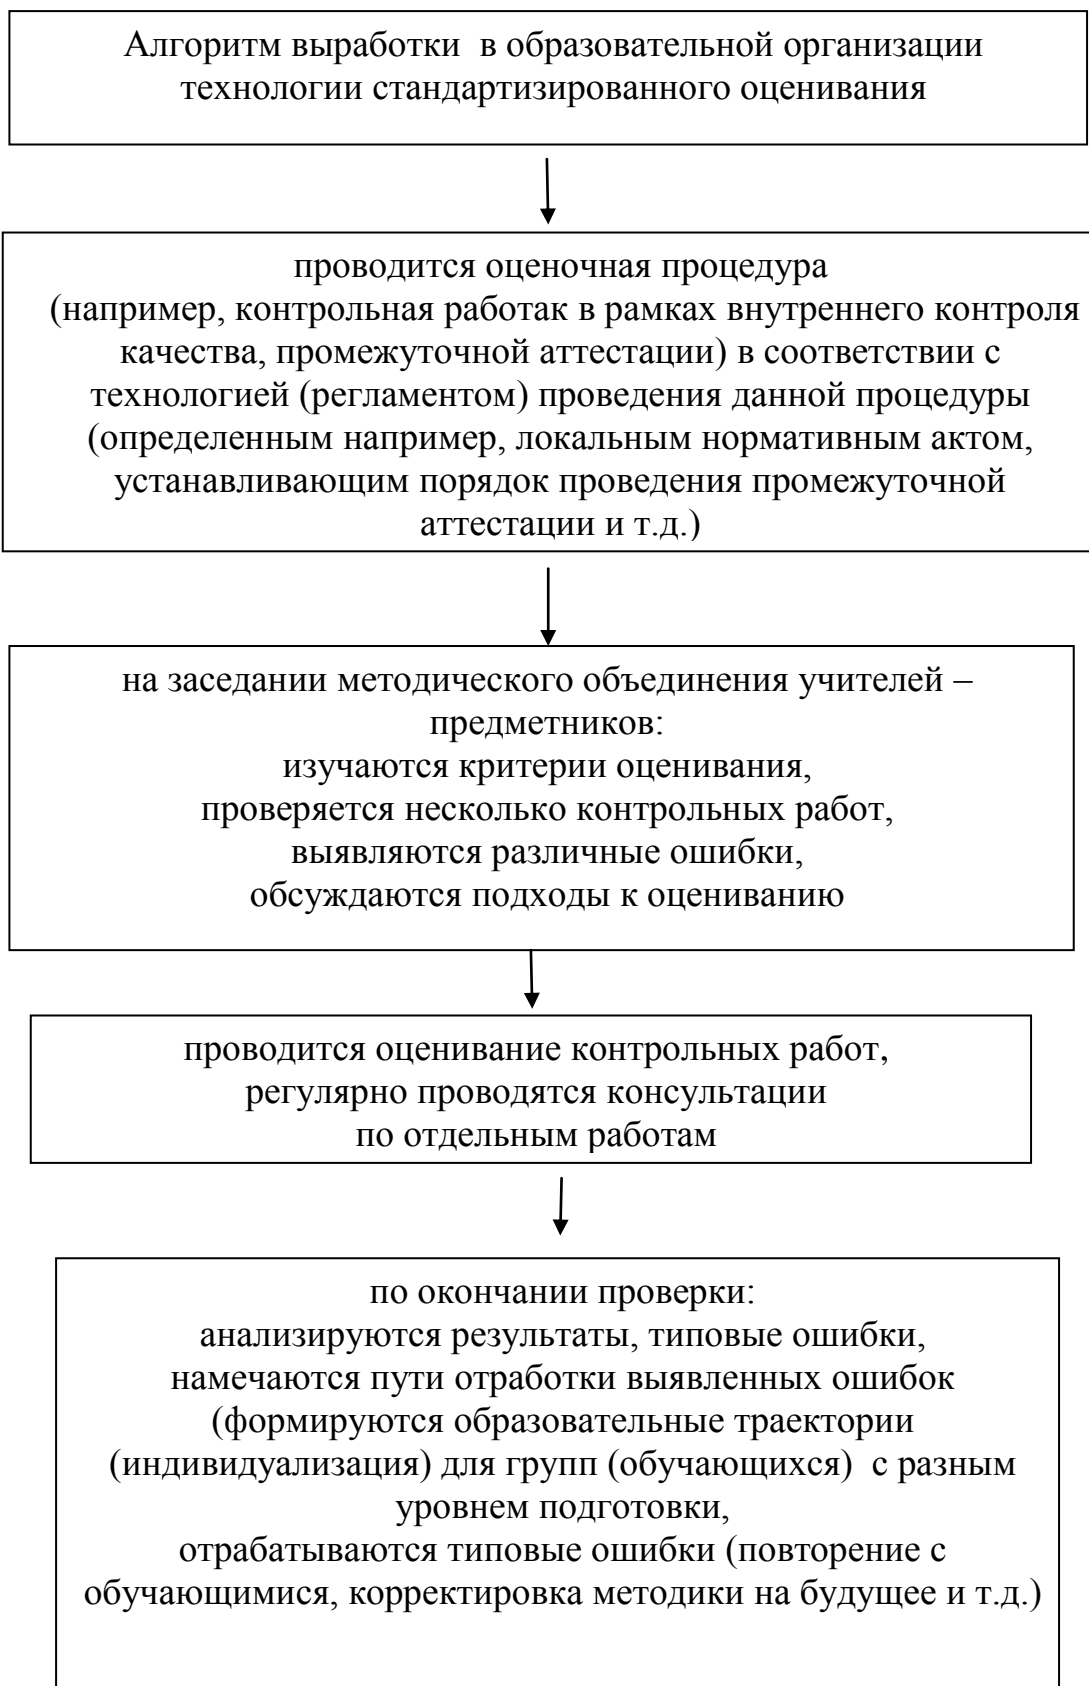 Алгоритм выработки  в образовательной организации
технологии стандартизированного оценивания
проводится оценочная процедура
(например, контрольная работак в рамках внутреннего контроля
качества, промежуточной аттестации) в соответствии с
технологией (регламентом) проведения данной процедуры
(определенным например, локальным нормативным актом,
устанавливающим порядок проведения промежуточной
аттестации и т.д.)
на заседании методического объединения учителей –
предметников:
изучаются критерии оценивания,
проверяется несколько контрольных работ,
выявляются различные ошибки,
обсуждаются подходы к оцениванию
проводится оценивание контрольных работ,
регулярно проводятся консультации
по отдельным работам
по окончании проверки:
анализируются результаты, типовые ошибки,
намечаются пути отработки выявленных ошибок
(формируются образовательные траектории
(индивидуализация) для групп (обучающихся)  с разным
уровнем подготовки,
отрабатываются типовые ошибки (повторение с
обучающимися, корректировка методики на будущее и т.д.)